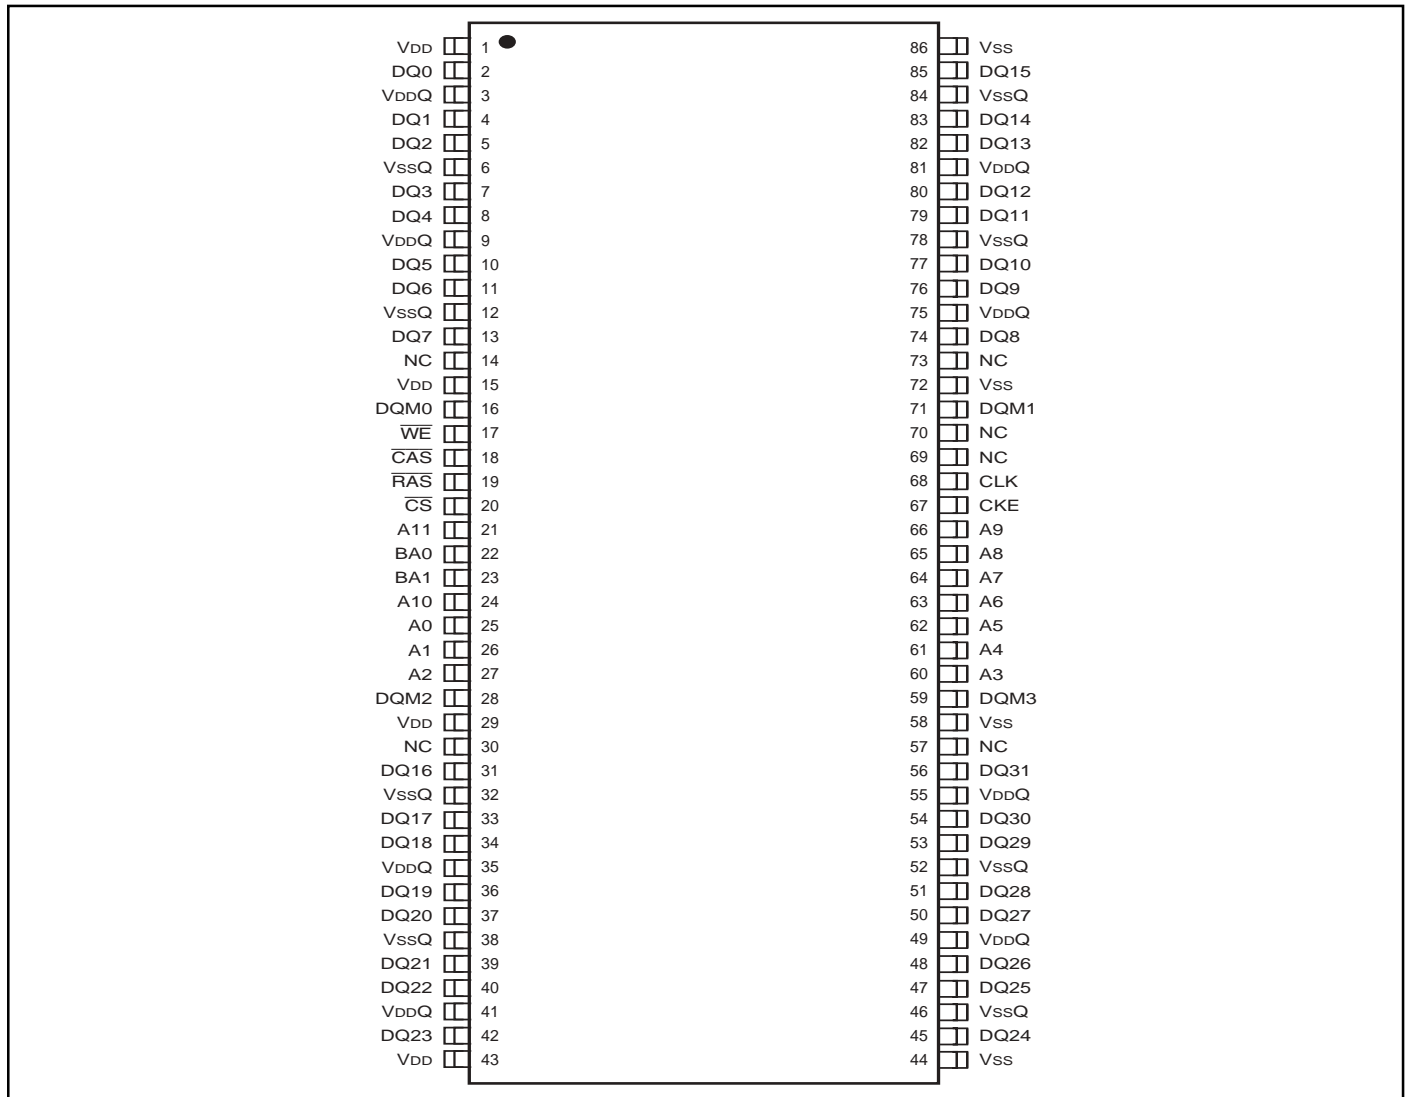 VDD 1 86 VSS
DQ0 2 85 DQ15
VDDQ 3 84 VSSQ
DQ1 4 83 DQ14
DQ2 5 82 DQ13
VSSQ 6 81 VDDQ
DQ3 7 80 DQ12
DQ4 8 79 DQ11
VDDQ 9 78 VSSQ
DQ5 10 77 DQ10
DQ6 11 76 DQ9
VSSQ 12 75 VDDQ
DQ7 13 74 DQ8
NC 14 73 NC
VDD 15 72 VSS
DQM0 16 71 DQM1
W̅E̅ 17 70 NC
C̅A̅S̅ 18 69 NC
R̅A̅S̅ 19 68 CLK
C̅S̅ 20 67 CKE
A11 21 66 A9
BA0 22 65 A8
BA1 23 64 A7
A10 24 63 A6
A0 25 62 A5
A1 26 61 A4
A2 27 60 A3
DQM2 28 59 DQM3
VDD 29 58 VSS
NC 30 57 NC
DQ16 31 56 DQ31
VSSQ 32 55 VDDQ
DQ17 33 54 DQ30
DQ18 34 53 DQ29
VDDQ 35 52 VSSQ
DQ19 36 51 DQ28
DQ20 37 50 DQ27
VSSQ 38 49 VDDQ
DQ21 39 48 DQ26
DQ22 40 47 DQ25
VDDQ 41 46 VSSQ
DQ23 42 45 DQ24
VDD 43 44 VSS